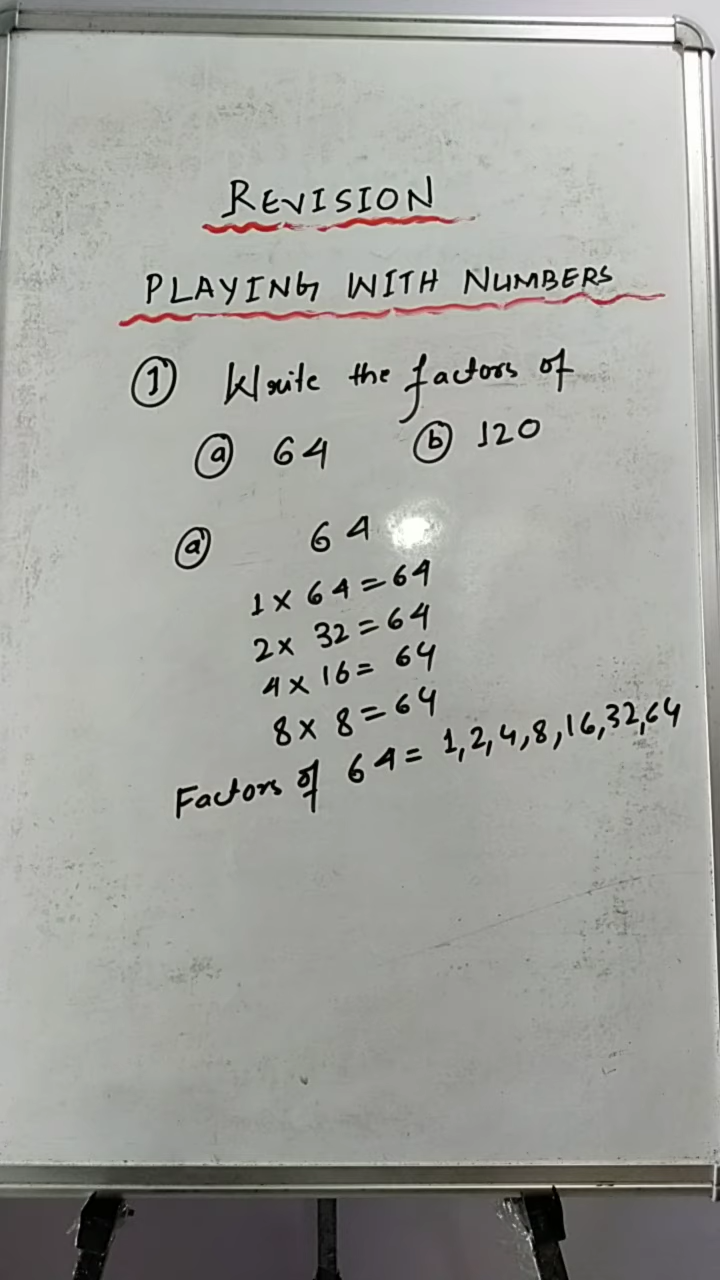 REVISION
PLAYING WITH NUMBERS
① Write the factors of
ⓐ 64 ⓑ 120
ⓐ 64
1 × 64 = 64
2 × 32 = 64
4 × 16 = 64
8 × 8 = 64
Factors of 64 = 1,2,4,8,16,32,64